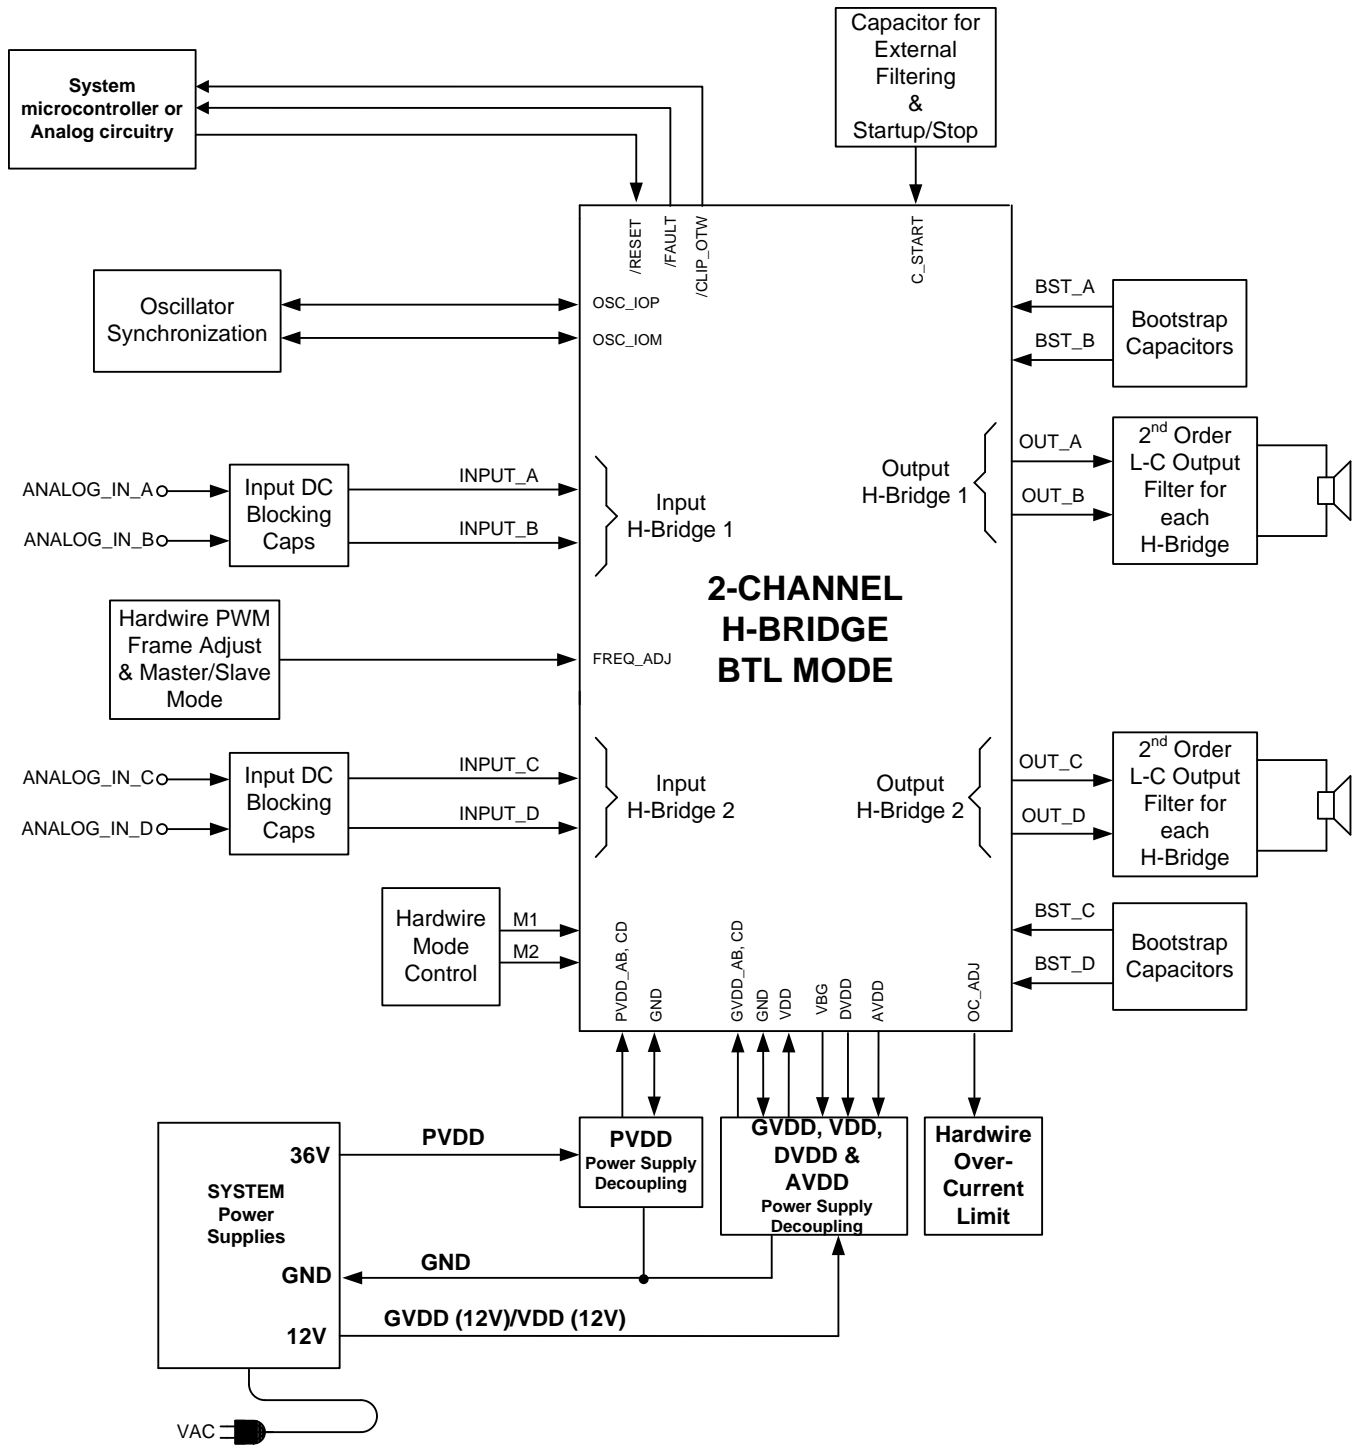 Capacitor for
External
Filtering
&
Startup/Stop
System
microcontroller or
Analog circuitry
/RESET
/FAULT
/CLIP_OTW
C_START
Oscillator
Synchronization
OSC_IOP
OSC_IOM
BST_A
BST_B
Bootstrap
Capacitors
ANALOG_IN_A
ANALOG_IN_B
Input DC
Blocking
Caps
INPUT_A
INPUT_B
Input
H-Bridge 1
Output
H-Bridge 1
OUT_A
OUT_B
2nd Order
L-C Output
Filter for
each
H-Bridge
2-CHANNEL
H-BRIDGE
BTL MODE
Hardwire PWM
Frame Adjust
& Master/Slave
Mode
FREQ_ADJ
ANALOG_IN_C
ANALOG_IN_D
Input DC
Blocking
Caps
INPUT_C
INPUT_D
Input
H-Bridge 2
Output
H-Bridge 2
OUT_C
OUT_D
2nd Order
L-C Output
Filter for
each
H-Bridge
Hardwire
Mode
Control
M1
M2
BST_C
BST_D
Bootstrap
Capacitors
PVDD_AB, CD
GND
GVDD_AB, CD
GND
VDD
VBG
DVDD
AVDD
OC_ADJ
36V
SYSTEM
Power
Supplies
GND
12V
PVDD
PVDD
Power Supply
Decoupling
GVDD, VDD,
DVDD &
AVDD
Power Supply
Decoupling
Hardwire
Over-
Current
Limit
GND
GVDD (12V)/VDD (12V)
VAC